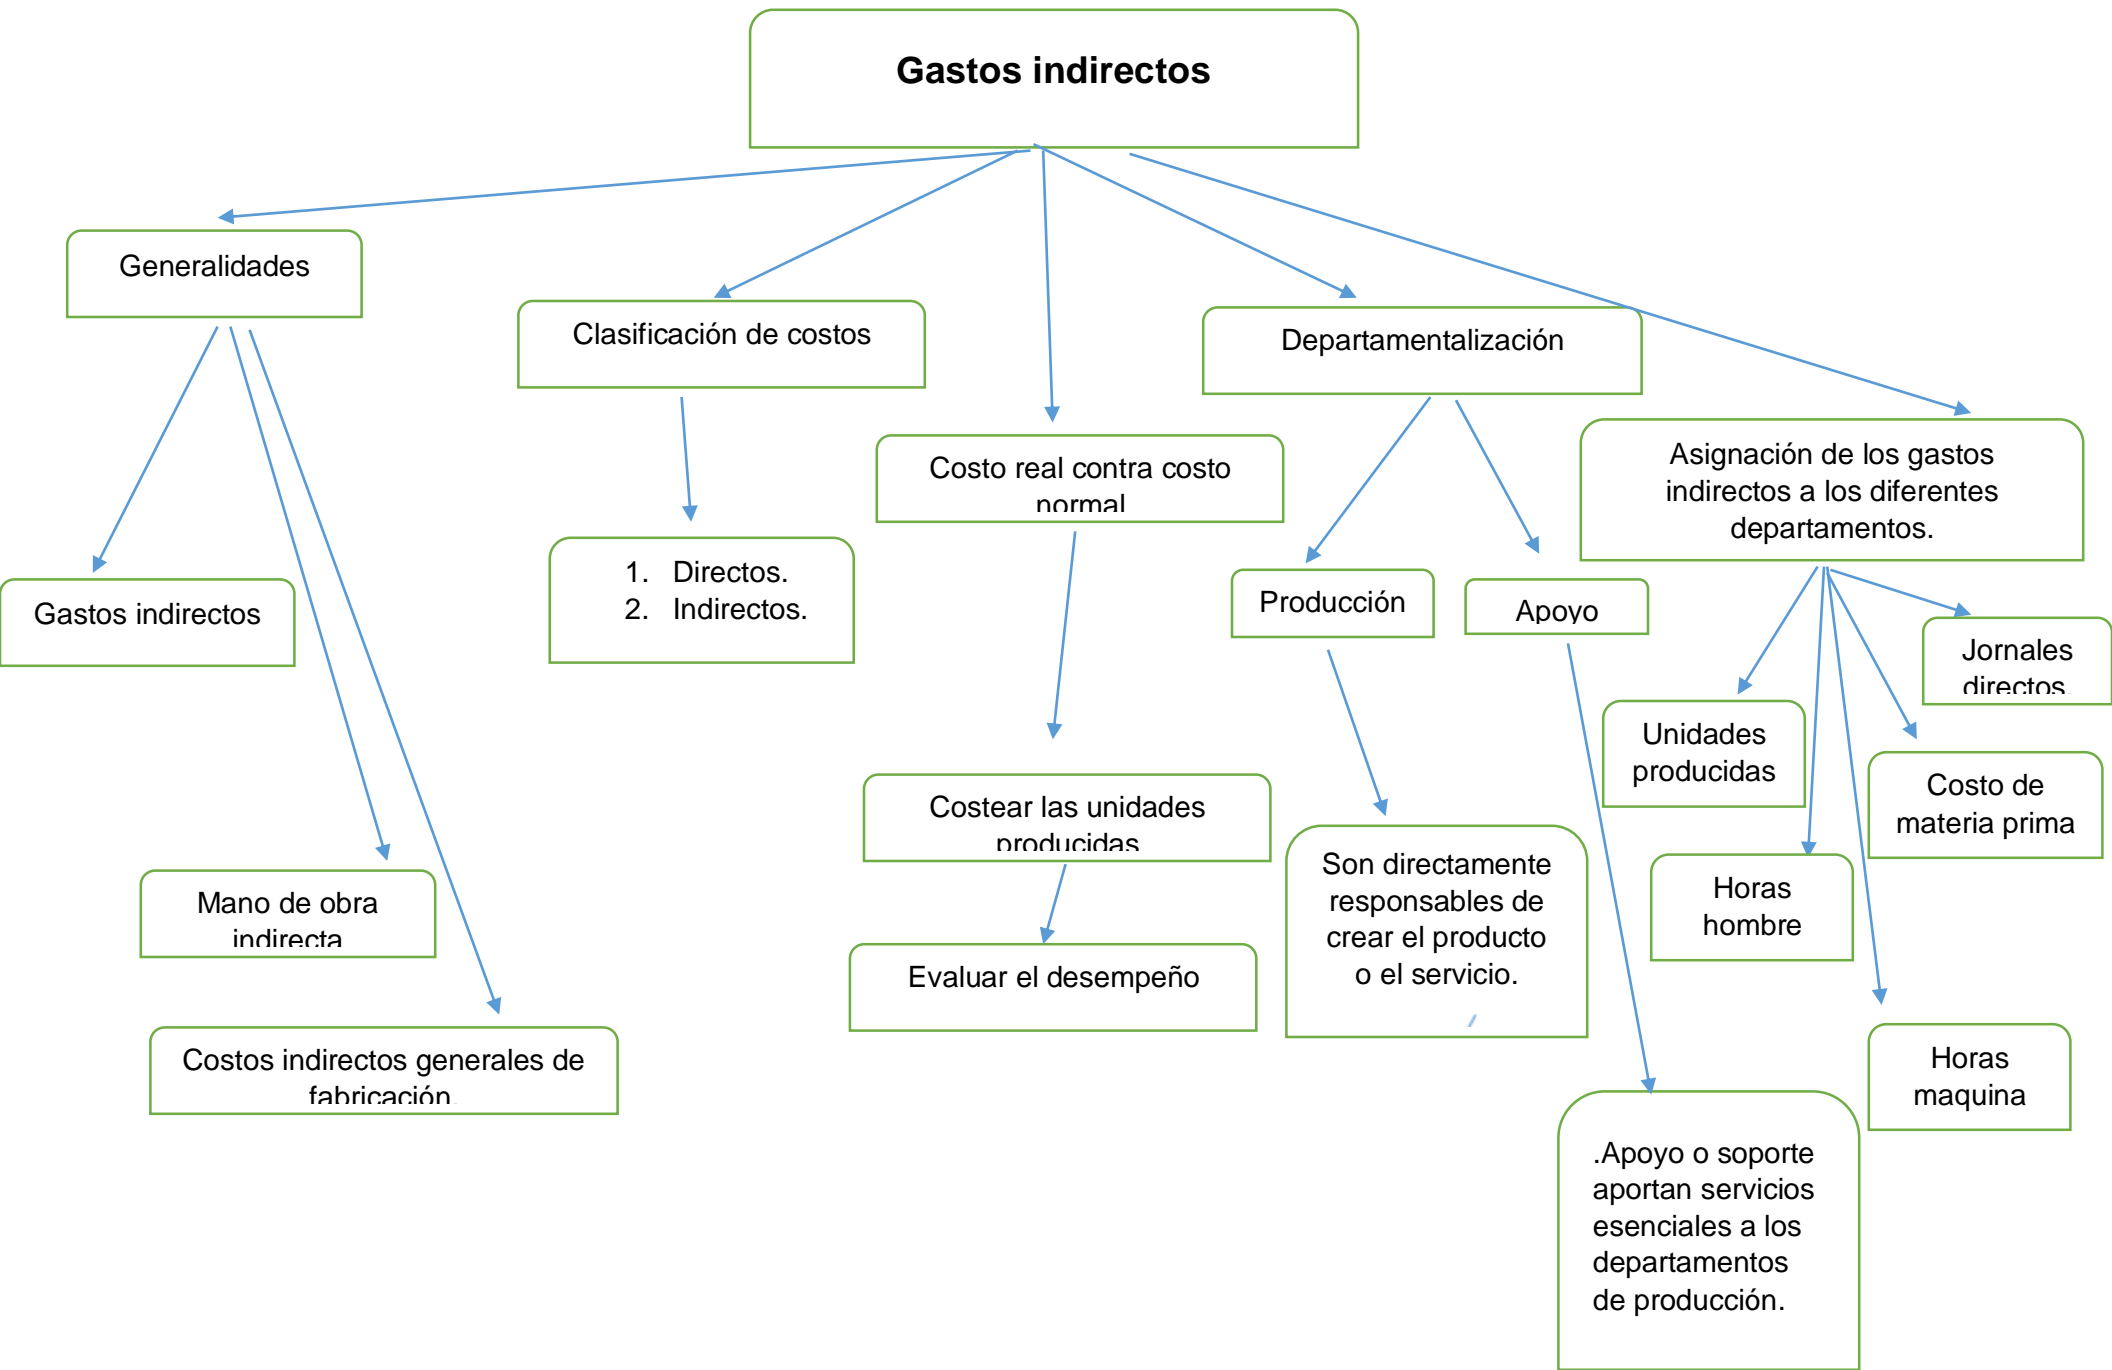 Gastos indirectos
Generalidades
Clasificación de costos
Departamentalización
Costo real contra costo
normal
Asignación de los gastos
indirectos a los diferentes
departamentos.
Gastos indirectos
1. Directos.
2. Indirectos.
Producción
Apoyo
Jornales
directos.
Unidades
producidas
Costo de
materia prima
Costear las unidades
producidas
Son directamente
responsables de
crear el producto
o el servicio.
Horas
hombre
Mano de obra
indirecta
Evaluar el desempeño
Costos indirectos generales de
fabricación.
Horas
maquina
.Apoyo o soporte
aportan servicios
esenciales a los
departamentos
de producción.